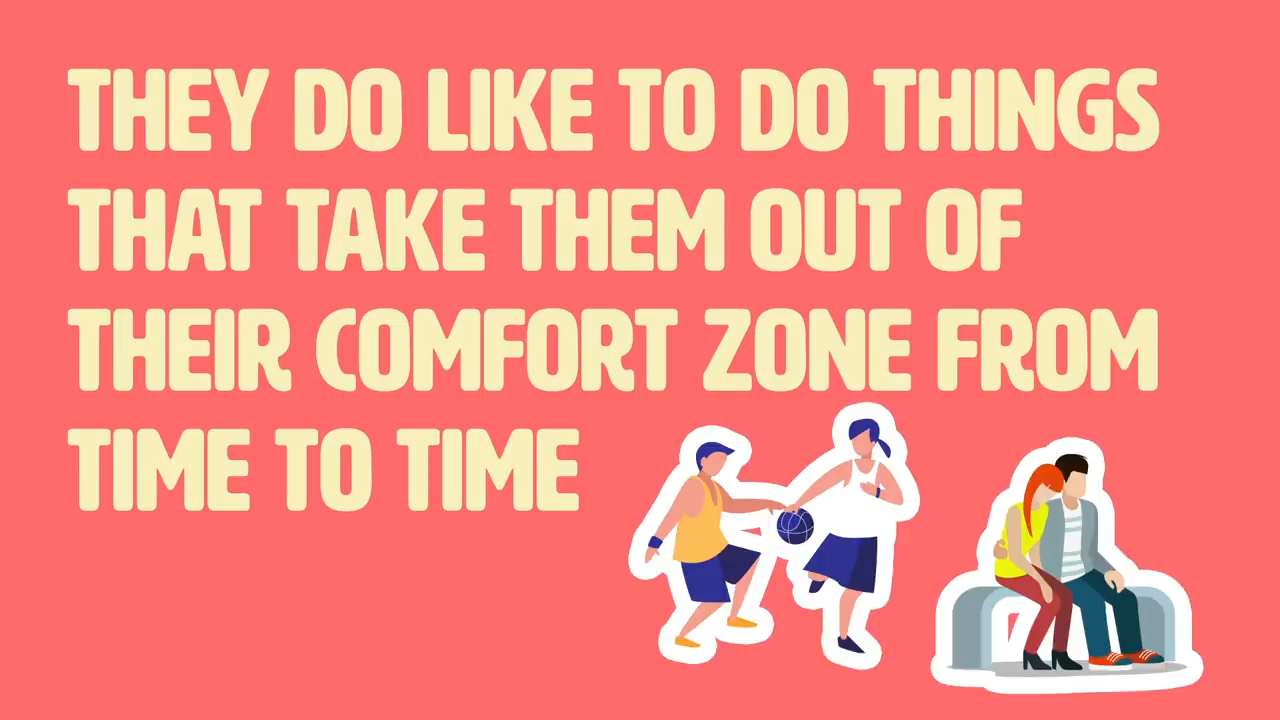 THEY DO LIKE TO DO THINGS
THAT TAKE THEM OUT OF
THEIR COMFORT ZONE FROM
TIME TO TIME